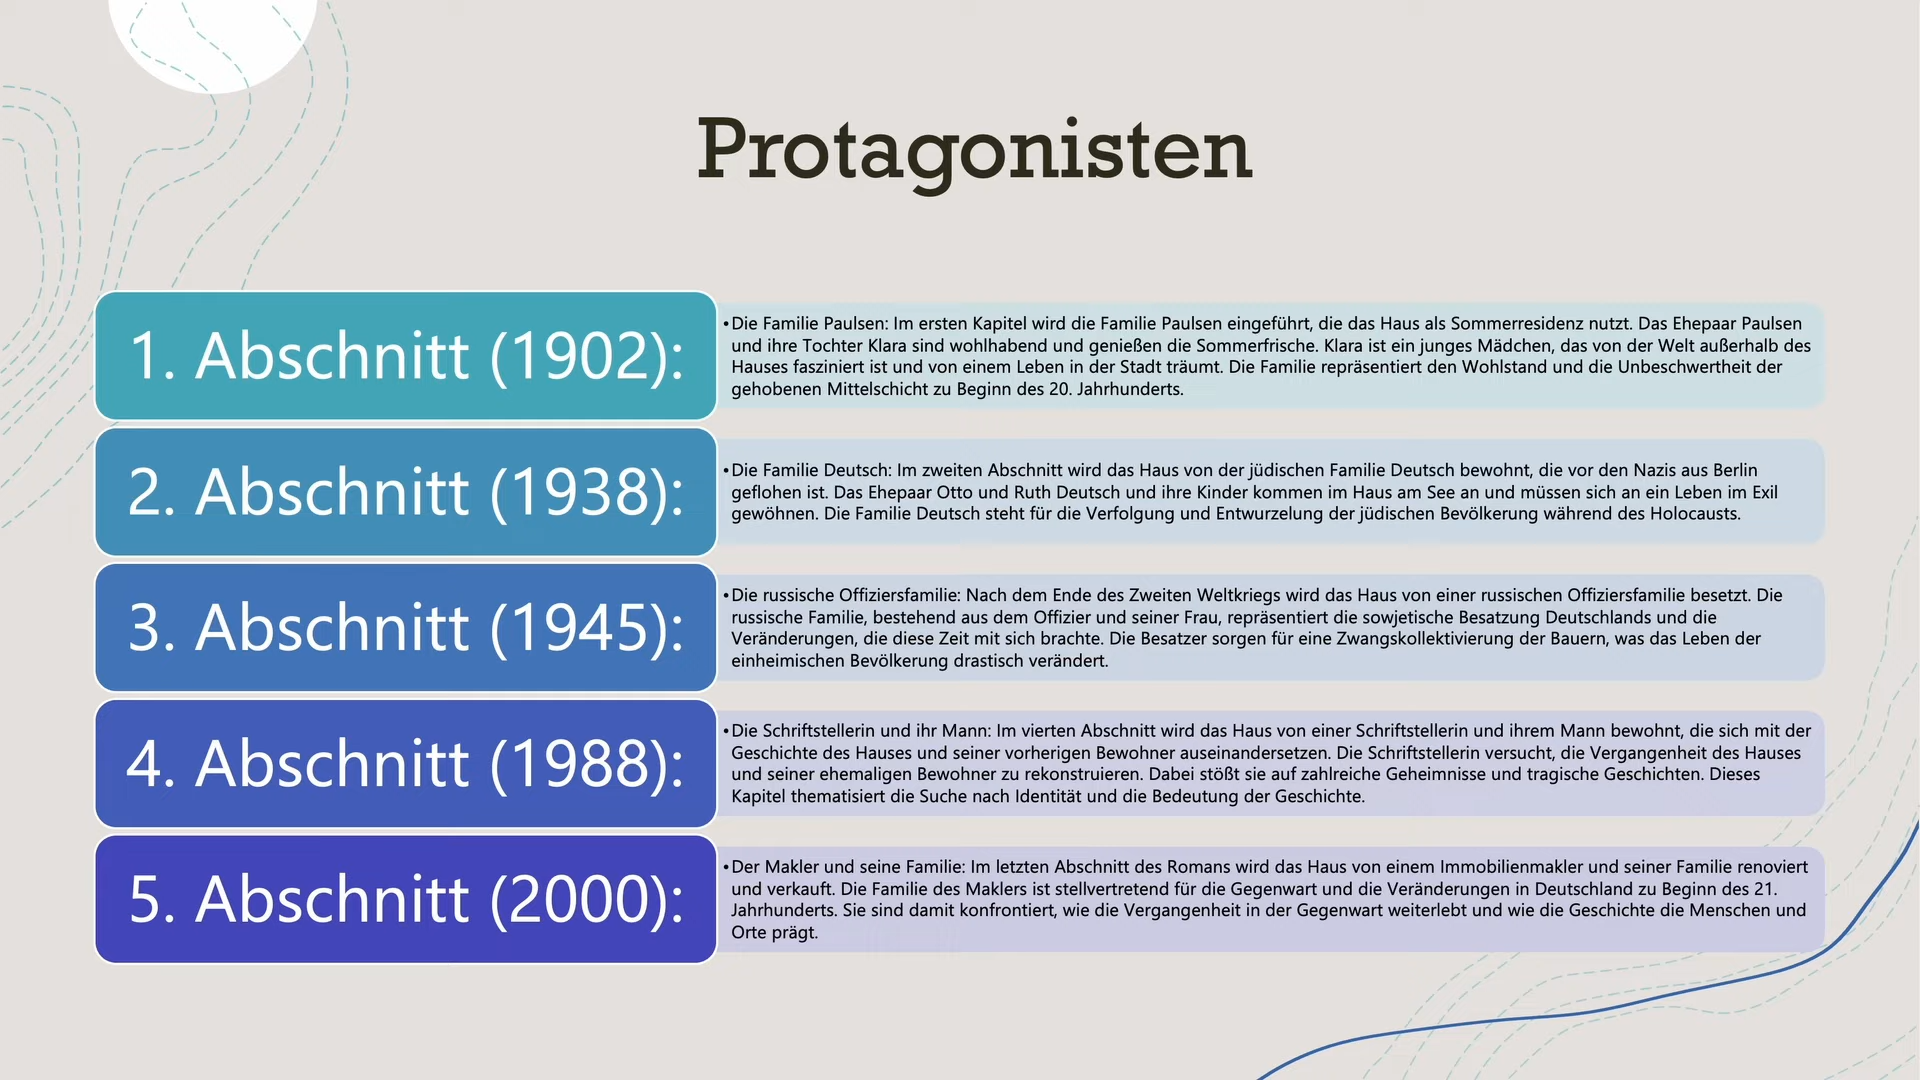 Protagonisten
1. Abschnitt (1902):
•Die Familie Paulsen: Im ersten Kapitel wird die Familie Paulsen eingeführt, die das Haus als Sommerresidenz nutzt. Das Ehepaar Paulsen
und ihre Tochter Klara sind wohlhabend und genießen die Sommerfrische. Klara ist ein junges Mädchen, das von der Welt außerhalb des
Hauses fasziniert ist und von einem Leben in der Stadt träumt. Die Familie repräsentiert den Wohlstand und die Unbeschwertheit der
gehobenen Mittelschicht zu Beginn des 20. Jahrhunderts.
2. Abschnitt (1938):
•Die Familie Deutsch: Im zweiten Abschnitt wird das Haus von der jüdischen Familie Deutsch bewohnt, die vor den Nazis aus Berlin
geflohen ist. Das Ehepaar Otto und Ruth Deutsch und ihre Kinder kommen im Haus am See an und müssen sich an ein Leben im Exil
gewöhnen. Die Familie Deutsch steht für die Verfolgung und Entwurzelung der jüdischen Bevölkerung während des Holocausts.
3. Abschnitt (1945):
•Die russische Offiziersfamilie: Nach dem Ende des Zweiten Weltkriegs wird das Haus von einer russischen Offiziersfamilie besetzt. Die
russische Familie, bestehend aus dem Offizier und seiner Frau, repräsentiert die sowjetische Besatzung Deutschlands und die
Veränderungen, die diese Zeit mit sich brachte. Die Besatzer sorgen für eine Zwangskollektivierung der Bauern, was das Leben der
einheimischen Bevölkerung drastisch verändert.
4. Abschnitt (1988):
•Die Schriftstellerin und ihr Mann: Im vierten Abschnitt wird das Haus von einer Schriftstellerin und ihrem Mann bewohnt, die sich mit der
Geschichte des Hauses und seiner vorherigen Bewohner auseinandersetzen. Die Schriftstellerin versucht, die Vergangenheit des Hauses
und seiner ehemaligen Bewohner zu rekonstruieren. Dabei stößt sie auf zahlreiche Geheimnisse und tragische Geschichten. Dieses
Kapitel thematisiert die Suche nach Identität und die Bedeutung der Geschichte.
5. Abschnitt (2000):
•Der Makler und seine Familie: Im letzten Abschnitt des Romans wird das Haus von einem Immobilienmakler und seiner Familie renoviert
und verkauft. Die Familie des Maklers ist stellvertretend für die Gegenwart und die Veränderungen in Deutschland zu Beginn des 21.
Jahrhunderts. Sie sind damit konfrontiert, wie die Vergangenheit in der Gegenwart weiterlebt und wie die Geschichte die Menschen und
Orte prägt.